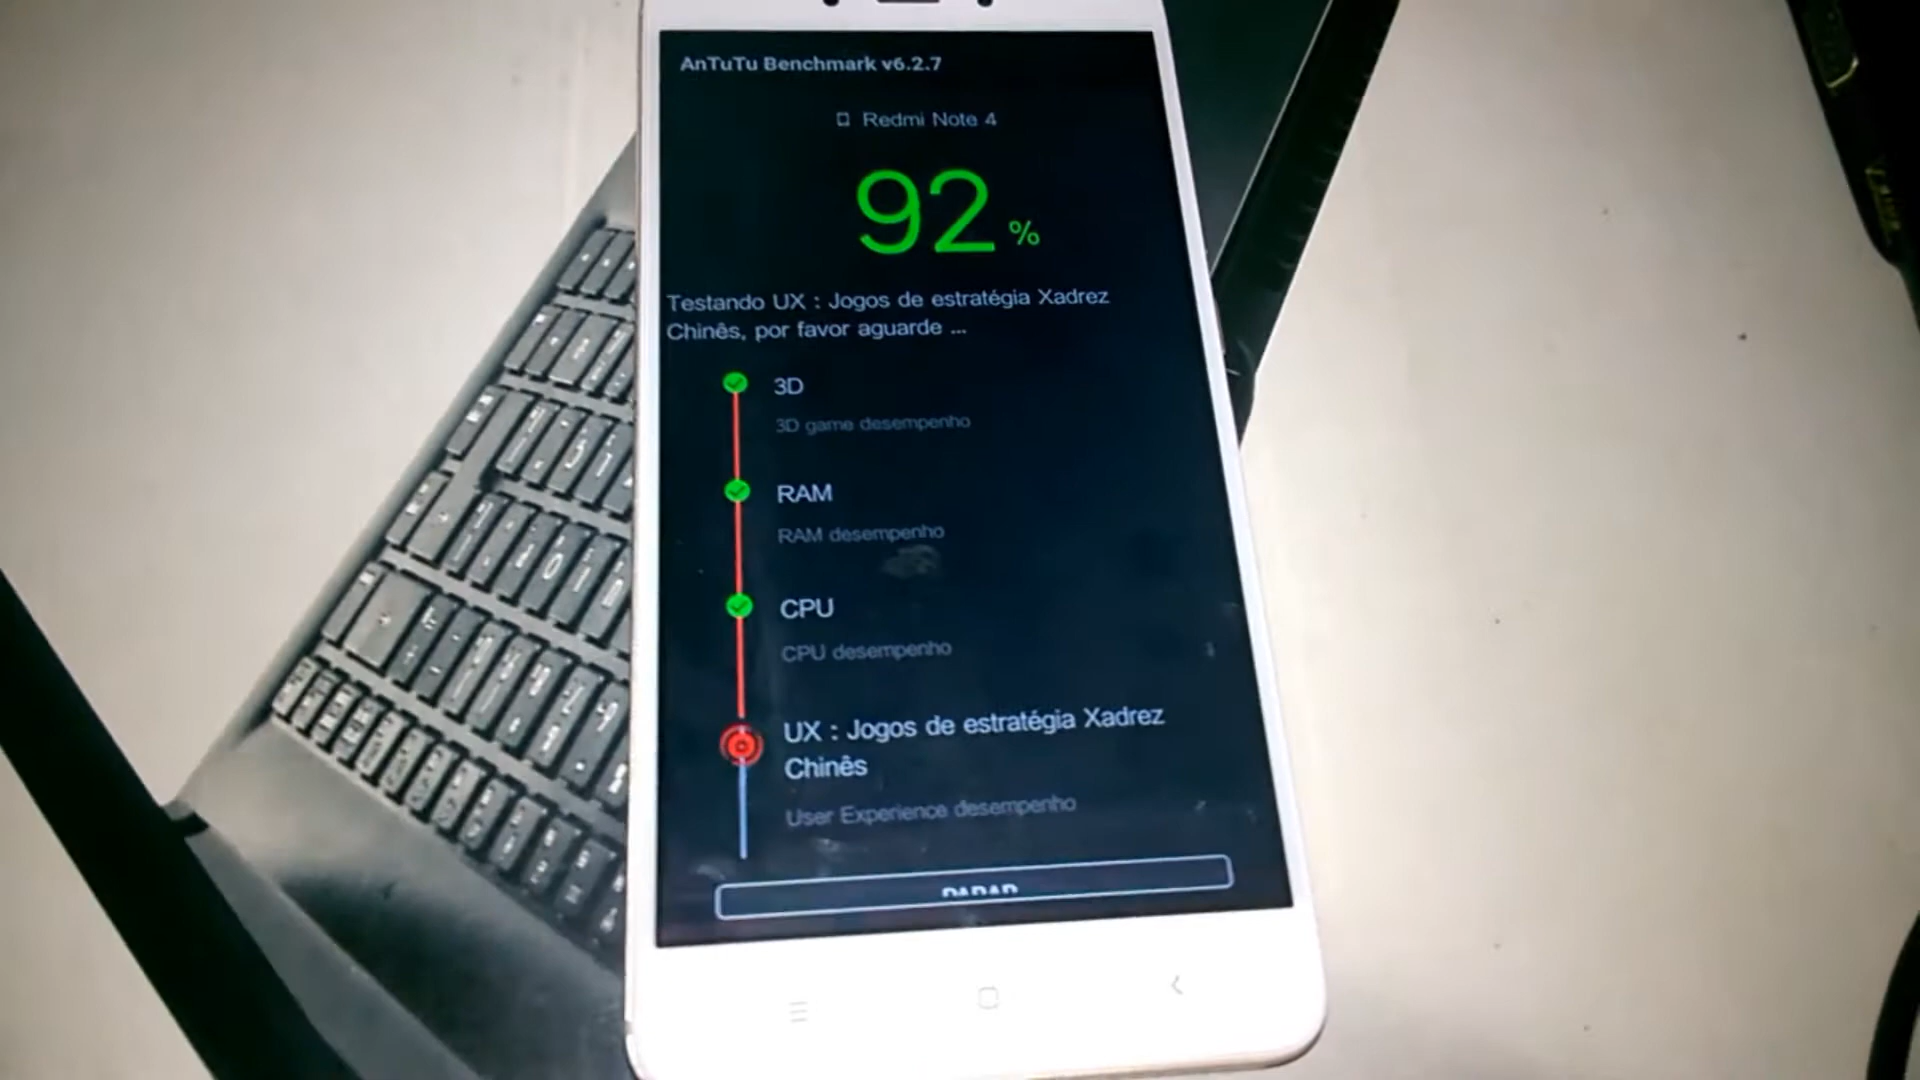 AnTuTu Benchmark v6.2.7
Redmi Note 4
92 %
Testando UX : Jogos de estratégia Xadrez
Chinês, por favor aguarde ...
3D
3D game desempenho
RAM
RAM desempenho
CPU
CPU desempenho
UX : Jogos de estratégia Xadrez
Chinês
User Experience desempenho
PARAR